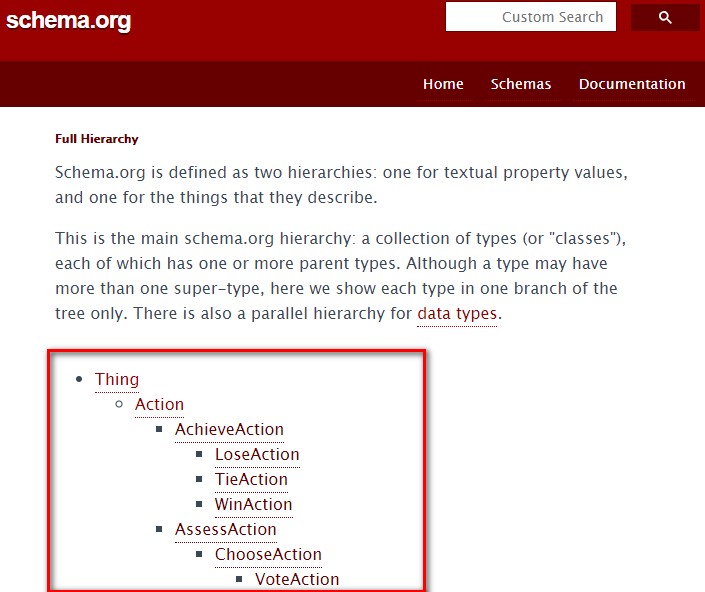 schema.org
Custom Search
Home Schemas Documentation
Full Hierarchy
Schema.org is defined as two hierarchies: one for textual property values,
and one for the things that they describe.
This is the main schema.org hierarchy: a collection of types (or "classes"),
each of which has one or more parent types. Although a type may have
more than one super-type, here we show each type in one branch of the
tree only. There is also a parallel hierarchy for data types.
Thing
Action
AchieveAction
LoseAction
TieAction
WinAction
AssessAction
ChooseAction
VoteAction